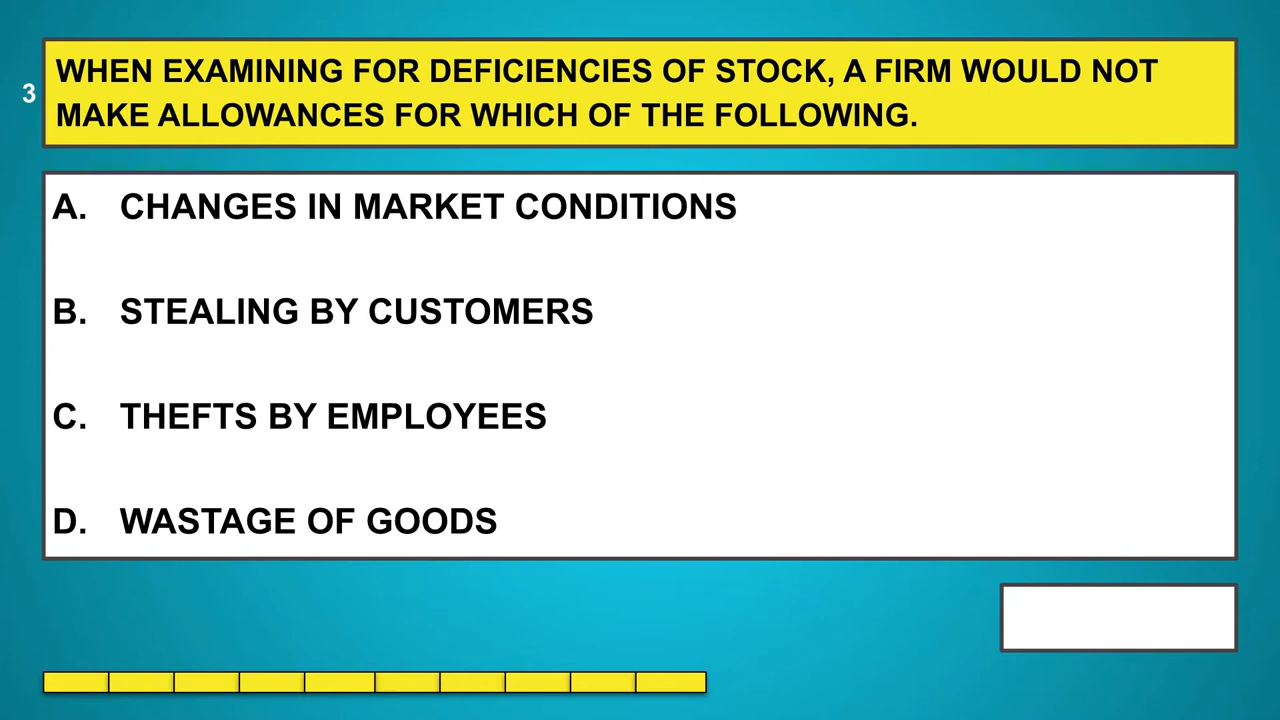 3
WHEN EXAMINING FOR DEFICIENCIES OF STOCK, A FIRM WOULD NOT
MAKE ALLOWANCES FOR WHICH OF THE FOLLOWING.
A. CHANGES IN MARKET CONDITIONS
B. STEALING BY CUSTOMERS
C. THEFTS BY EMPLOYEES
D. WASTAGE OF GOODS